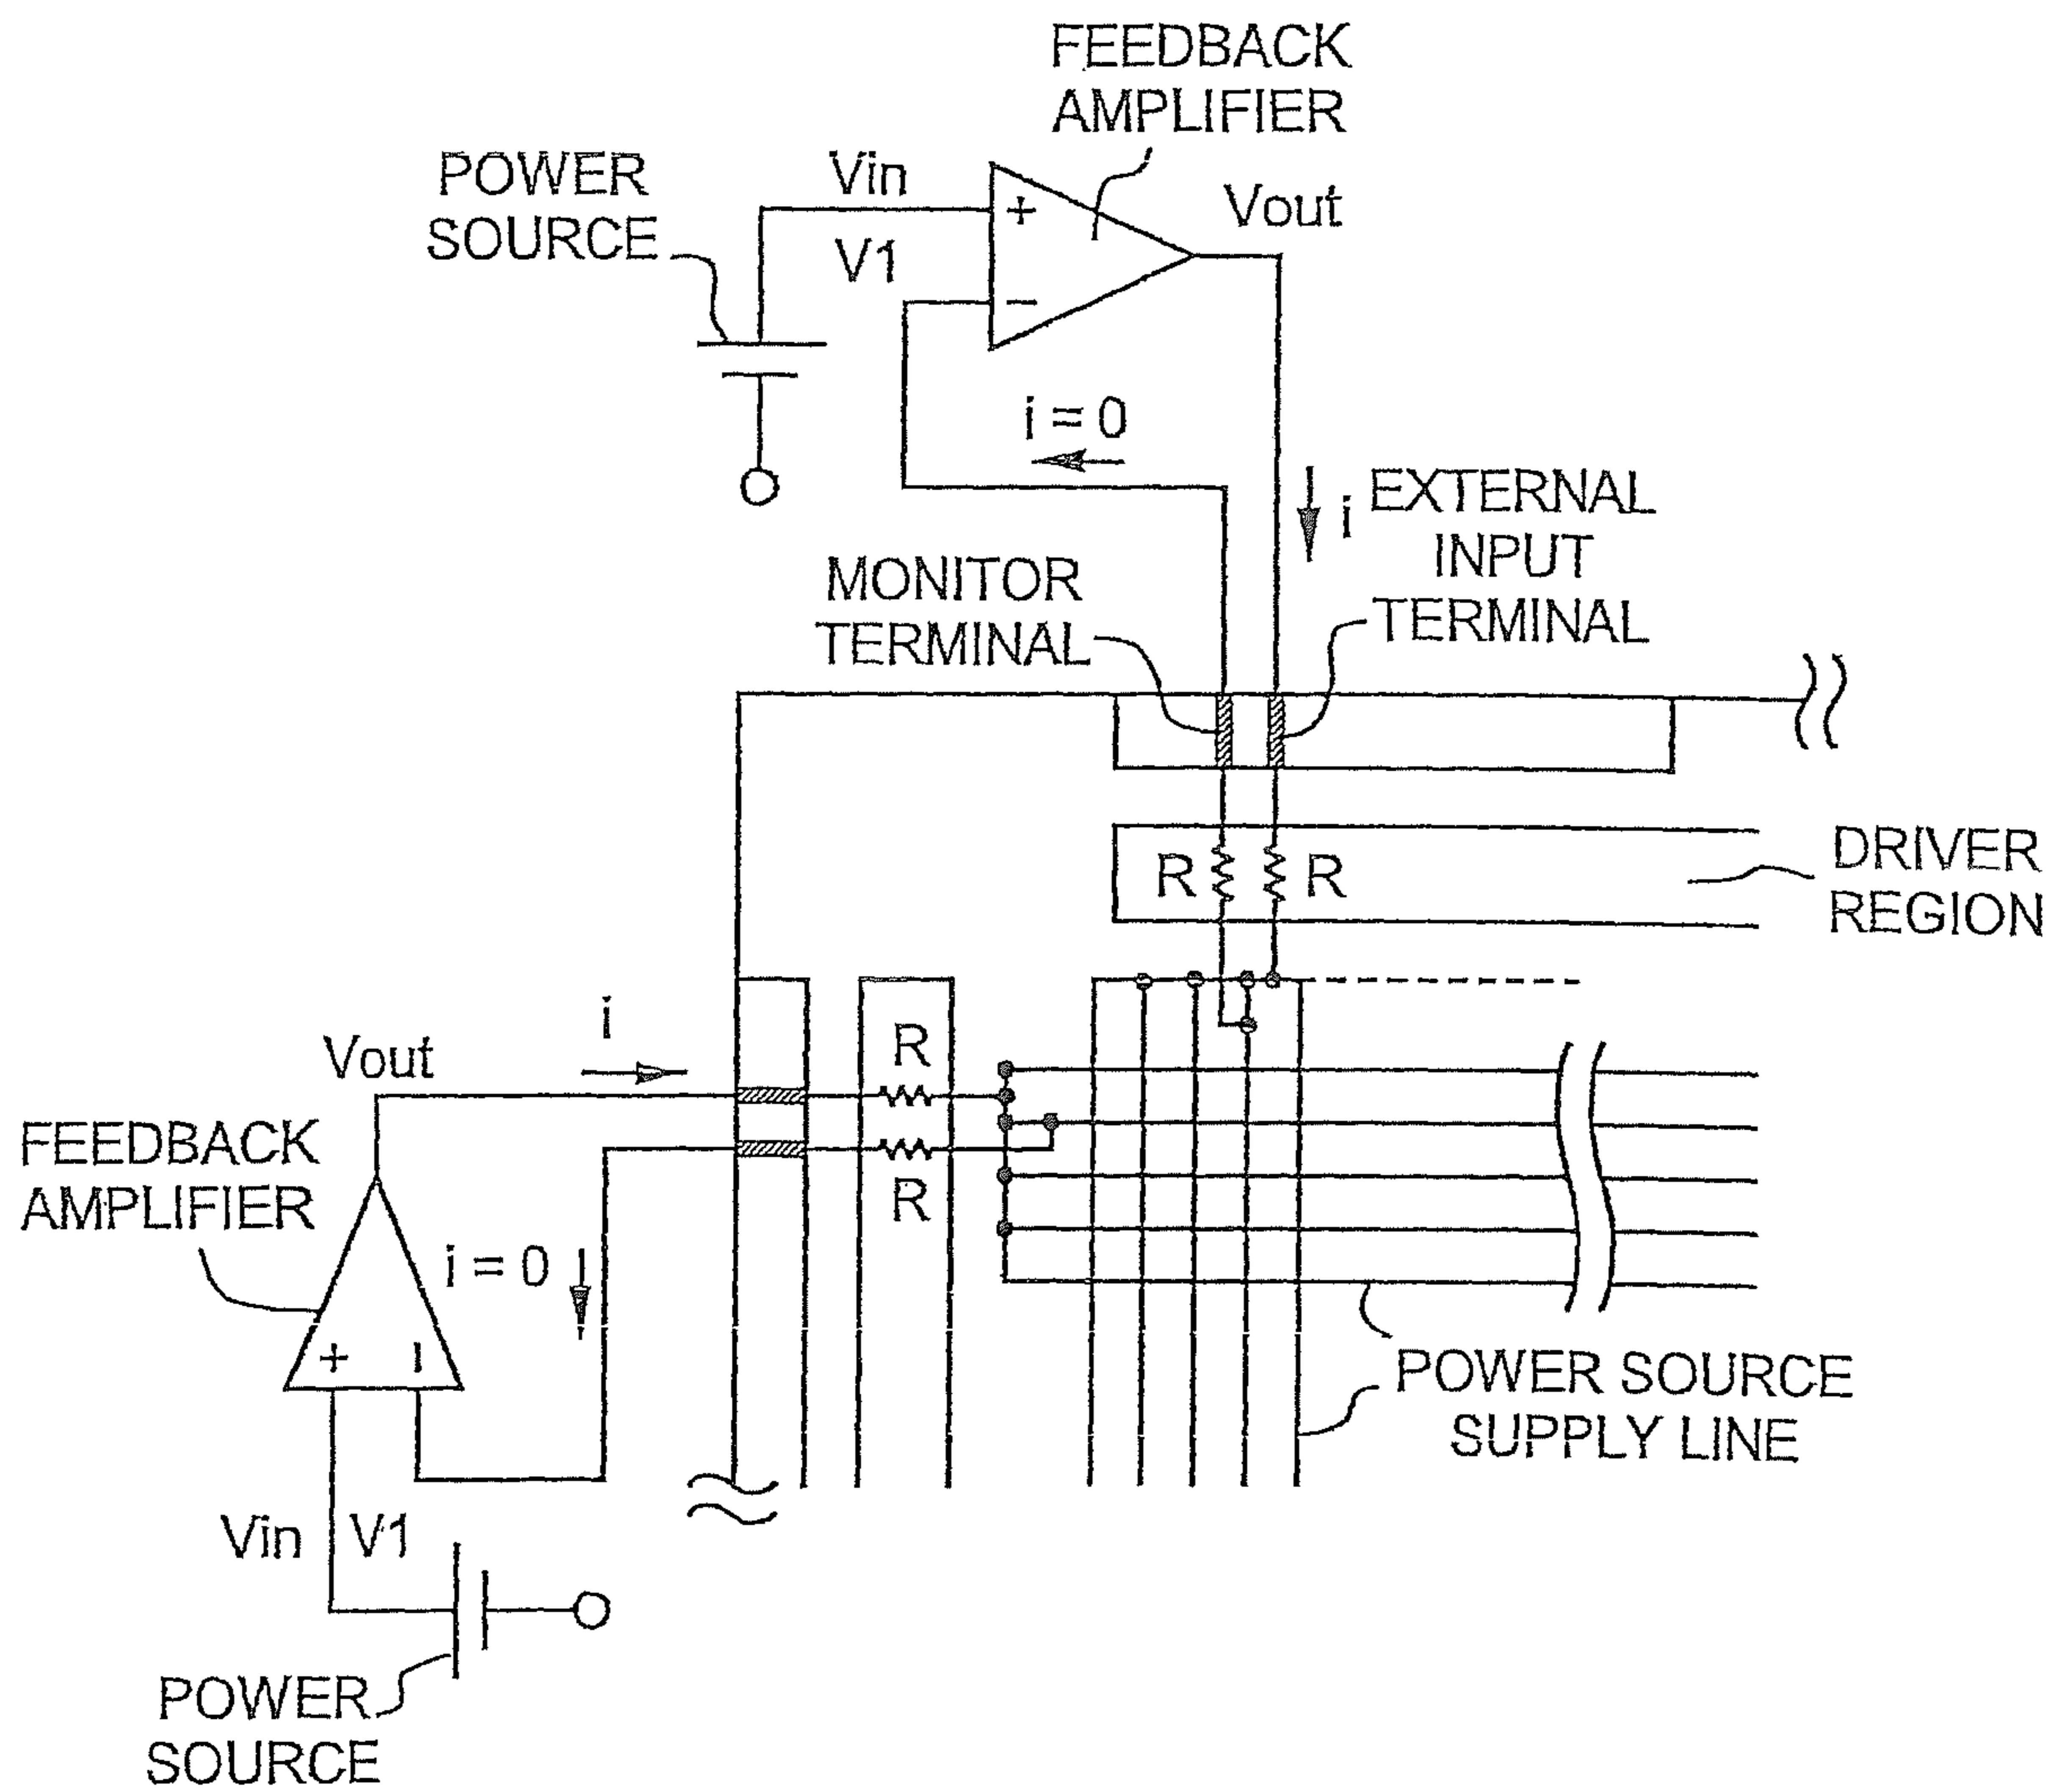 FEEDBACK
AMPLIFIER
POWER
SOURCE
Vin
V1
+
−
Vout
i = 0
i
EXTERNAL
INPUT
TERMINAL
MONITOR
TERMINAL
R
R
DRIVER
REGION
i
Vout
R
R
FEEDBACK
AMPLIFIER
i = 0
+
−
POWER SOURCE
SUPPLY LINE
Vin
V1
POWER
SOURCE